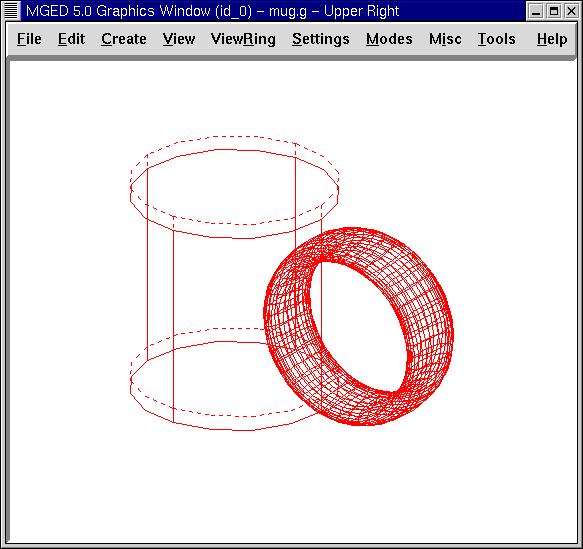 MGED 5.0 Graphics Window (id_0) – mug.g – Upper Right
File Edit Create View ViewRing Settings Modes Misc Tools Help